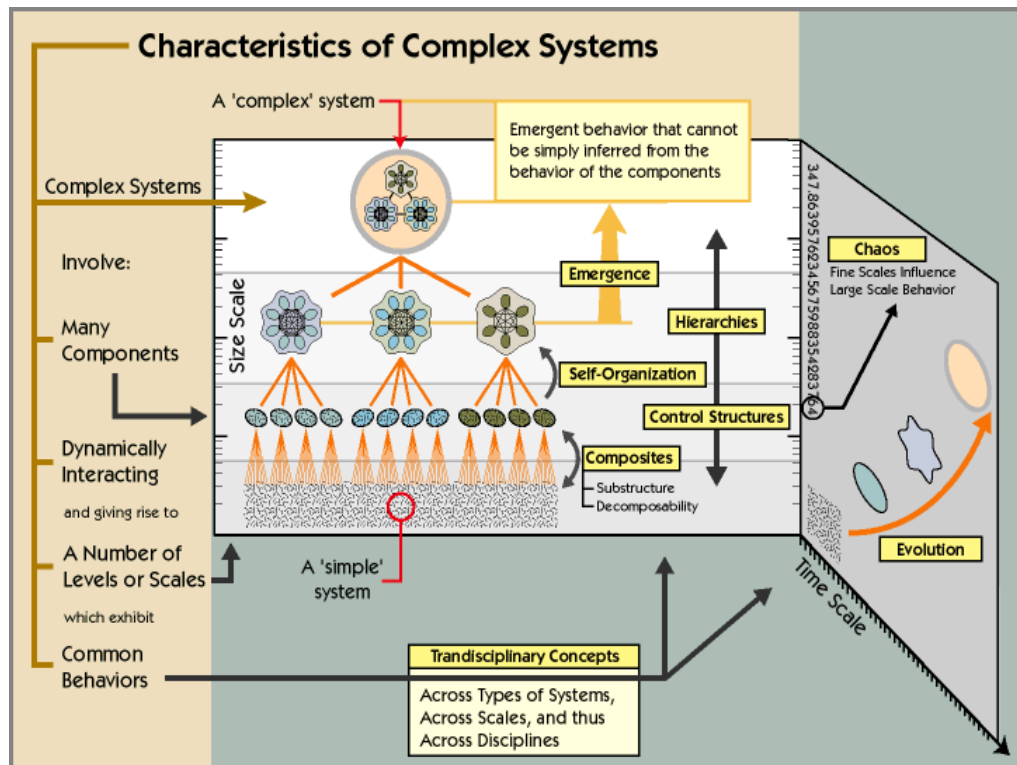 Characteristics of Complex Systems
A 'complex' system
Emergent behavior that cannot
be simply inferred from the
behavior of the components
Complex Systems
Involve:
Many
Components
Dynamically
Interacting
and giving rise to
A Number of
Levels or Scales
which exhibit
Common
Behaviors
Size Scale
Emergence
Hierarchies
Self-Organization
Control Structures
Composites
Substructure
Decomposability
A 'simple'
system
347.86395762345675988354283764
Chaos
Fine Scales Influence
Large Scale Behavior
Evolution
Time Scale
Trandisciplinary Concepts
Across Types of Systems,
Across Scales, and thus
Across Disciplines